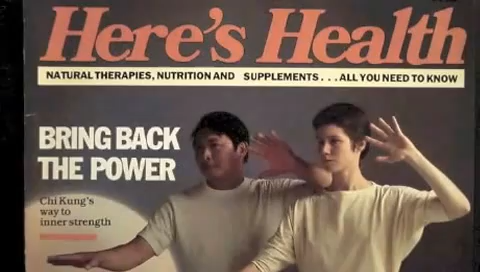 Here's Health
NATURAL THERAPIES, NUTRITION AND SUPPLEMENTS . . . ALL YOU NEED TO KNOW
BRING BACK
THE POWER
Chi Kung's
way to
inner strength